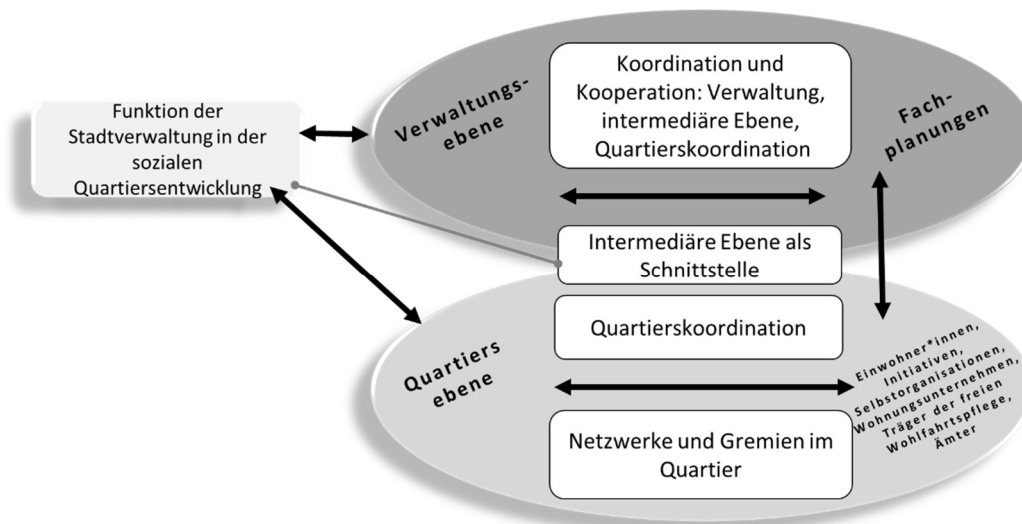 Funktion der
Stadtverwaltung in der
sozialen
Quartiersentwicklung
Verwaltungs-
ebene
Koordination und
Kooperation: Verwaltung,
intermediäre Ebene,
Quartierskoordination
Fach-
planungen
Intermediäre Ebene als
Schnittstelle
Quartierskoordination
Quartiers
ebene
Einwohner*innen,
Initiativen,
Selbstorganisationen,
Wohnungsunternehmen,
Träger der freien
Wohlfahrtspflege,
Ämter
Netzwerke und Gremien im
Quartier